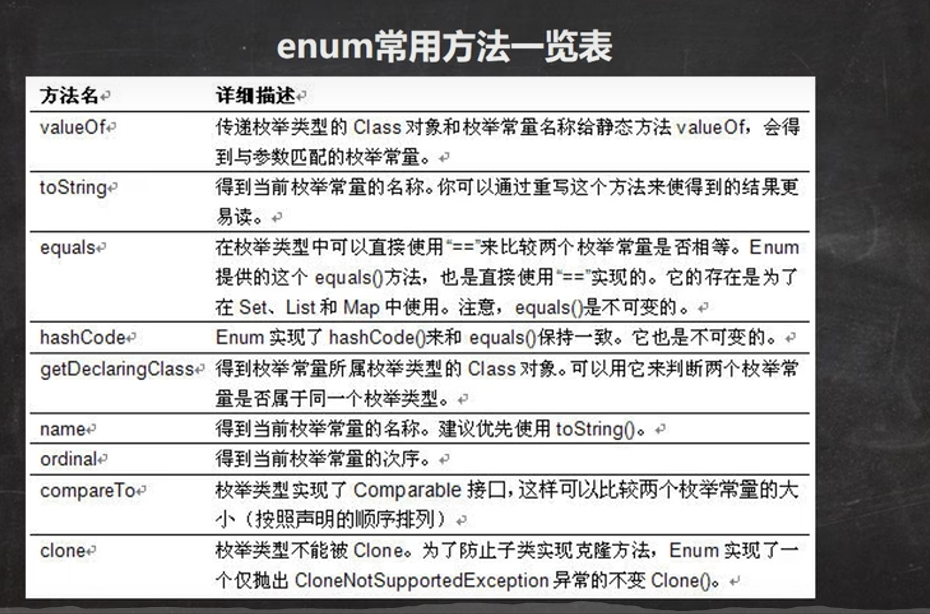 enum常用方法一览表
方法名 详细描述
valueOf 传递枚举类型的 Class 对象和枚举常量名称给静态方法 valueOf，会得
到与参数匹配的枚举常量。
toString 得到当前枚举常量的名称。你可以通过重写这个方法来使得到的结果更
易读。
equals 在枚举类型中可以直接使用“==”来比较两个枚举常量是否相等。Enum
提供的这个 equals()方法，也是直接使用“==”实现的。它的存在是为了
在 Set、List 和 Map 中使用。注意，equals()是不可变的。
hashCode Enum 实现了 hashCode()来和 equals()保持一致。它也是不可变的。
getDeclaringClass 得到枚举常量所属枚举类型的 Class 对象。可以用它来判断两个枚举常
量是否属于同一个枚举类型。
name 得到当前枚举常量的名称。建议优先使用 toString()。
ordinal 得到当前枚举常量的次序。
compareTo 枚举类型实现了 Comparable 接口，这样可以比较两个枚举常量的大
小（按照声明的顺序排列）
clone 枚举类型不能被 Clone。为了防止子类实现克隆方法，Enum 实现了一
个仅抛出 CloneNotSupportedException 异常的不变 Clone()。